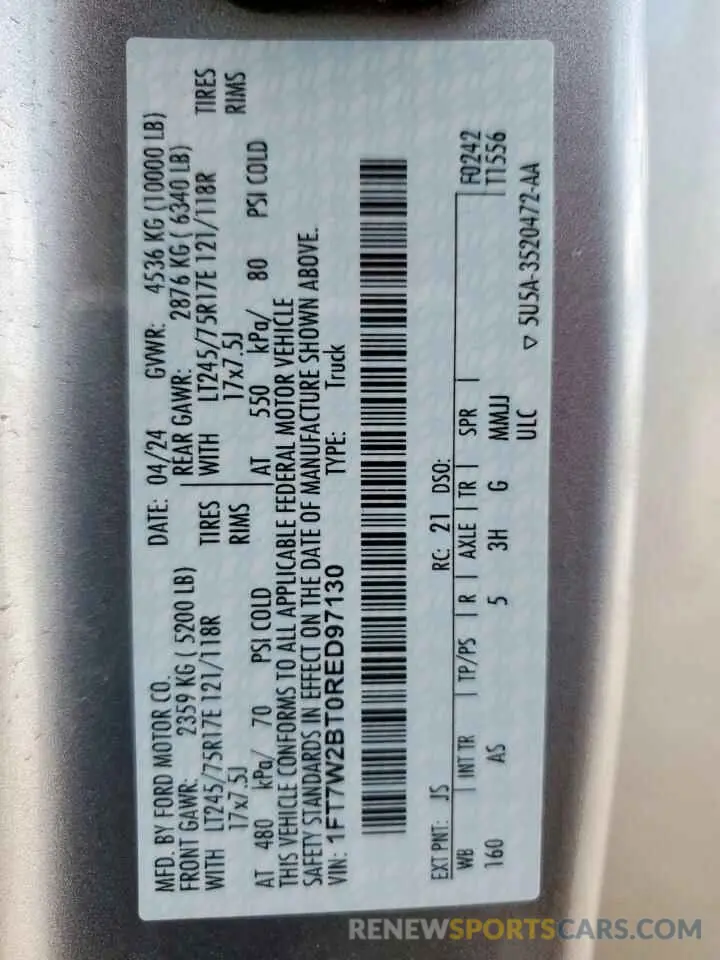 MFD. BY FORD MOTOR CO.
DATE: 04/24 GVWR: 4536 KG (10000 LB)
FRONT GAWR: 2359 KG ( 5200 LB) REAR GAWR: 2876 KG ( 6340 LB)
WITH LT245/75R17E 121/118R TIRES WITH LT245/75R17E 121/118R TIRES
17x7.5J RIMS 17x7.5J RIMS
AT 480 kPa/ 70 PSI COLD AT 550 kPa/ 80 PSI COLD
THIS VEHICLE CONFORMS TO ALL APPLICABLE FEDERAL MOTOR VEHICLE
SAFETY STANDARDS IN EFFECT ON THE DATE OF MANUFACTURE SHOWN ABOVE.
VIN: 1FT7W2BT0RED97130 TYPE: Truck
EXT PNT: JS RC: 21 DSO:
WB INT TR TP/PS R AXLE TR SPR F0242
160 AS 5 3H G MMJJ T1556
ULC
▽ 5U5A-3520472-AA
RENEWSPORTSCARS.COM